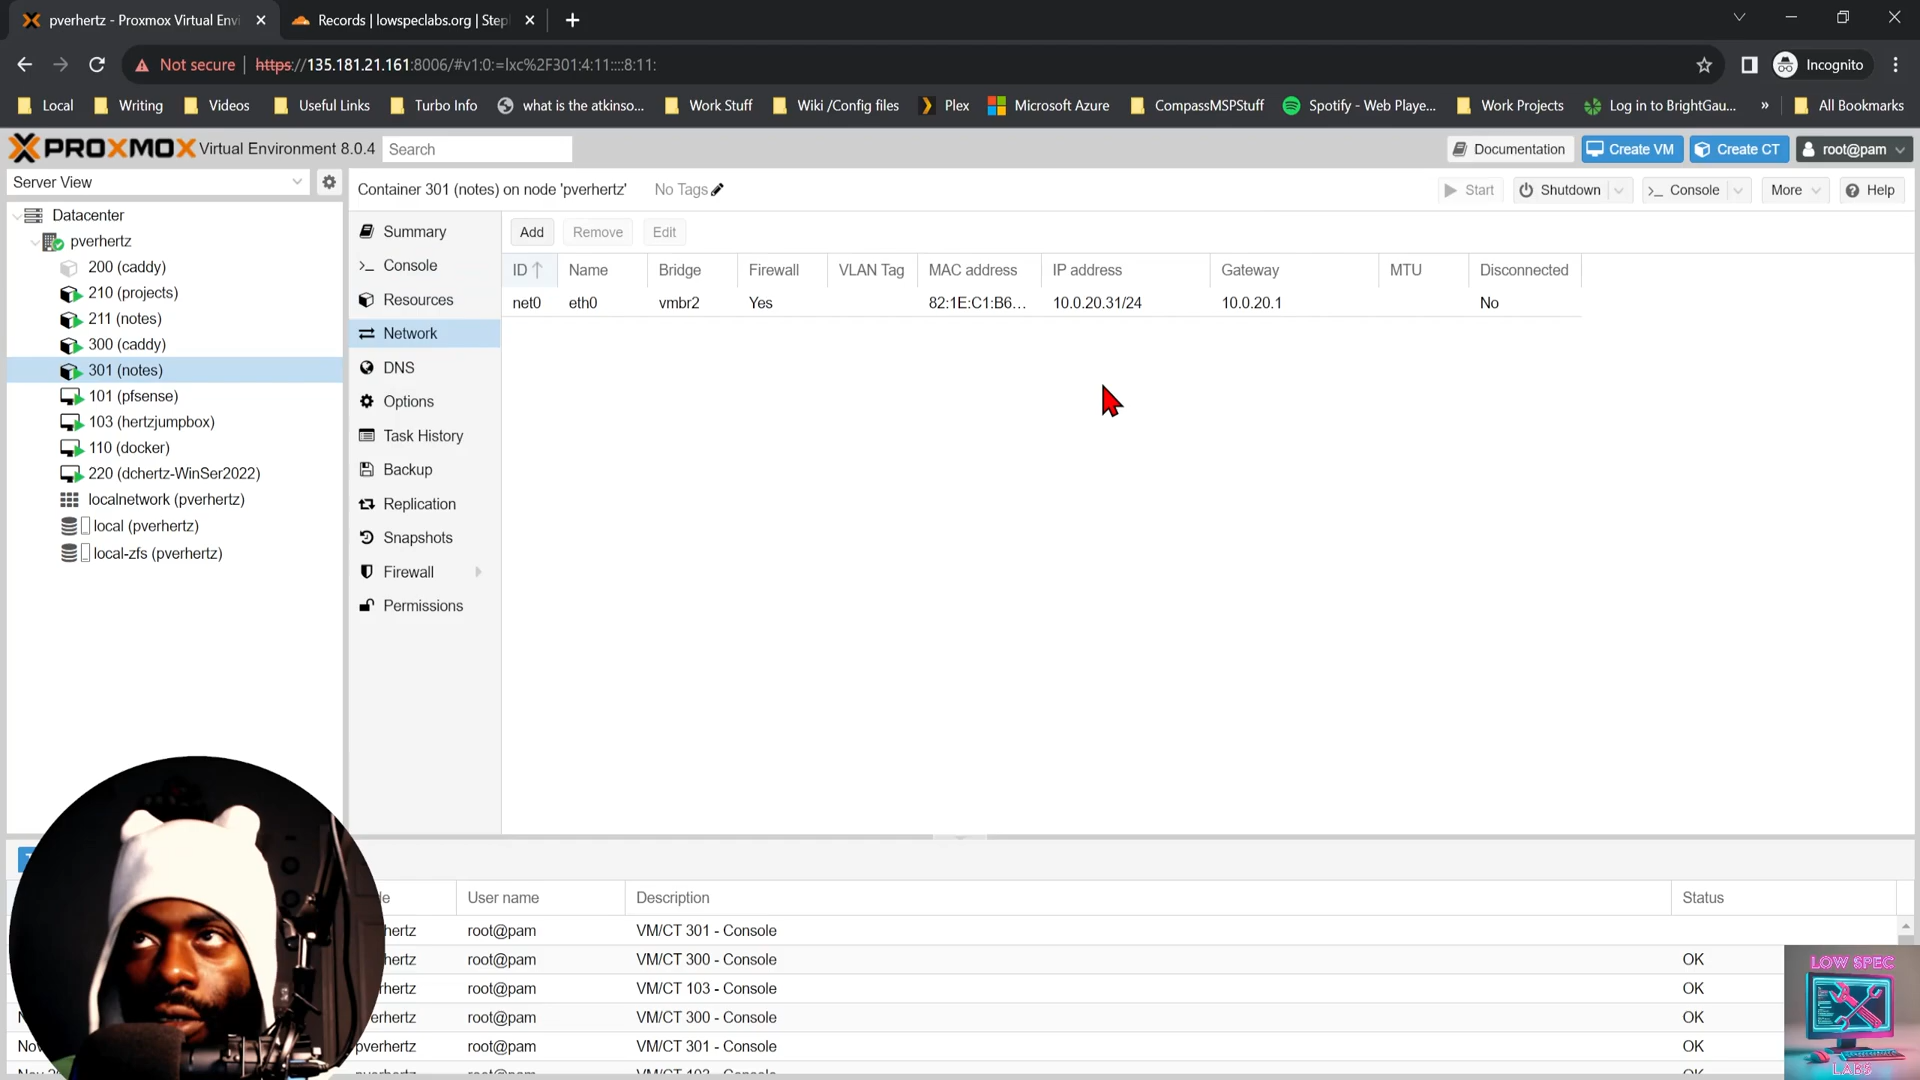 pverhertz - Proxmox Virtual Envi
Records | lowspeclabs.org | Step
Not secure
https://135.181.21.161:8006/#v1:0:=lxc%2F301:4:11::::8:11:
Incognito
Local
Writing
Videos
Useful Links
Turbo Info
what is the atkinso...
Work Stuff
Wiki /Config files
Plex
Microsoft Azure
CompassMSPStuff
Spotify - Web Playe...
Work Projects
Log in to BrightGau...
»
All Bookmarks
PROXMOX Virtual Environment 8.0.4
Search
Documentation
Create VM
Create CT
root@pam
Server View
Container 301 (notes) on node 'pverhertz'
No Tags
Start
Shutdown
Console
More
Help
Datacenter
pverhertz
200 (caddy)
210 (projects)
211 (notes)
300 (caddy)
301 (notes)
101 (pfsense)
103 (hertzjumpbox)
110 (docker)
220 (dchertz-WinSer2022)
localnetwork (pverhertz)
local (pverhertz)
local-zfs (pverhertz)
Summary
Console
Resources
Network
DNS
Options
Task History
Backup
Replication
Snapshots
Firewall
Permissions
Add
Remove
Edit
ID Name Bridge Firewall VLAN Tag MAC address IP address Gateway MTU Disconnected
net0 eth0 vmbr2 Yes 82:1E:C1:B6... 10.0.20.31/24 10.0.20.1 No
User name Description Status
hertz root@pam VM/CT 301 - Console
hertz root@pam VM/CT 300 - Console OK
hertz root@pam VM/CT 103 - Console OK
erhertz root@pam VM/CT 300 - Console OK
pverhertz root@pam VM/CT 301 - Console OK
LOW SPEC
LABS